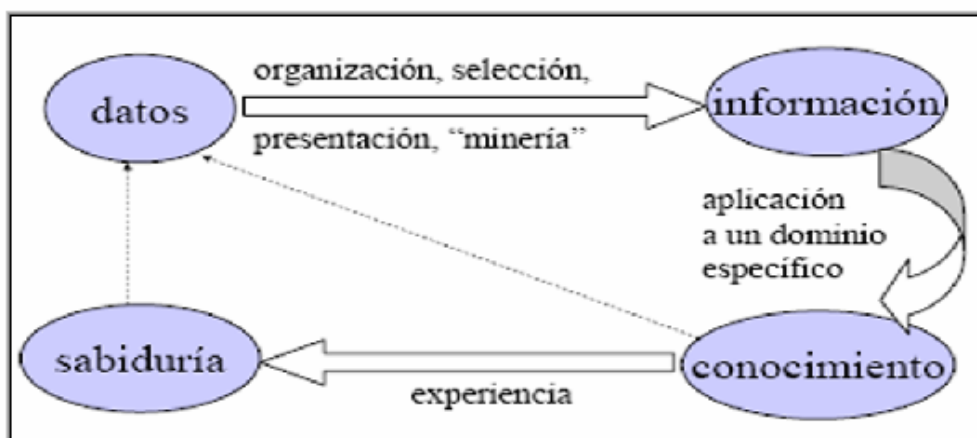 datos
organización, selección,
presentación, “minería”
información
aplicación
a un dominio
específico
conocimiento
experiencia
sabiduría